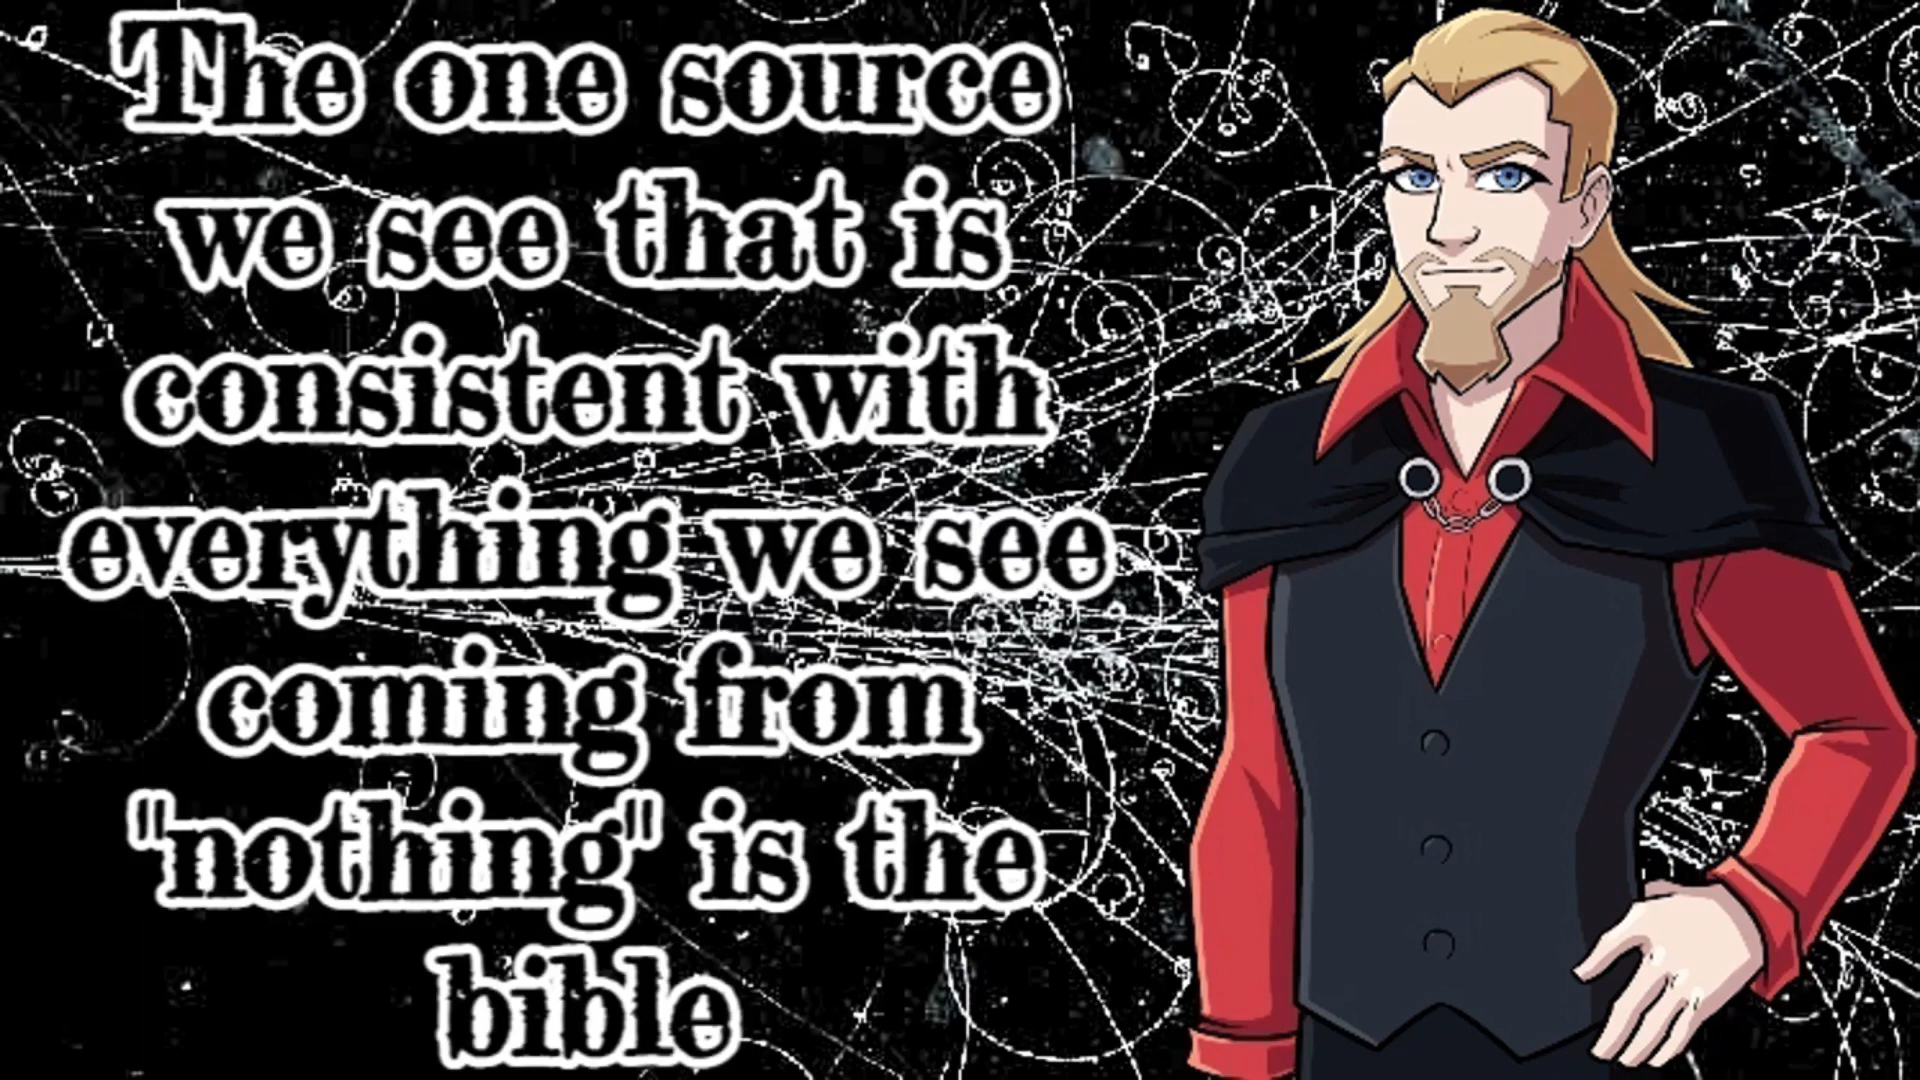 The one source
we see that is
consistent with
everything we see
coming from
"nothing" is the
bible